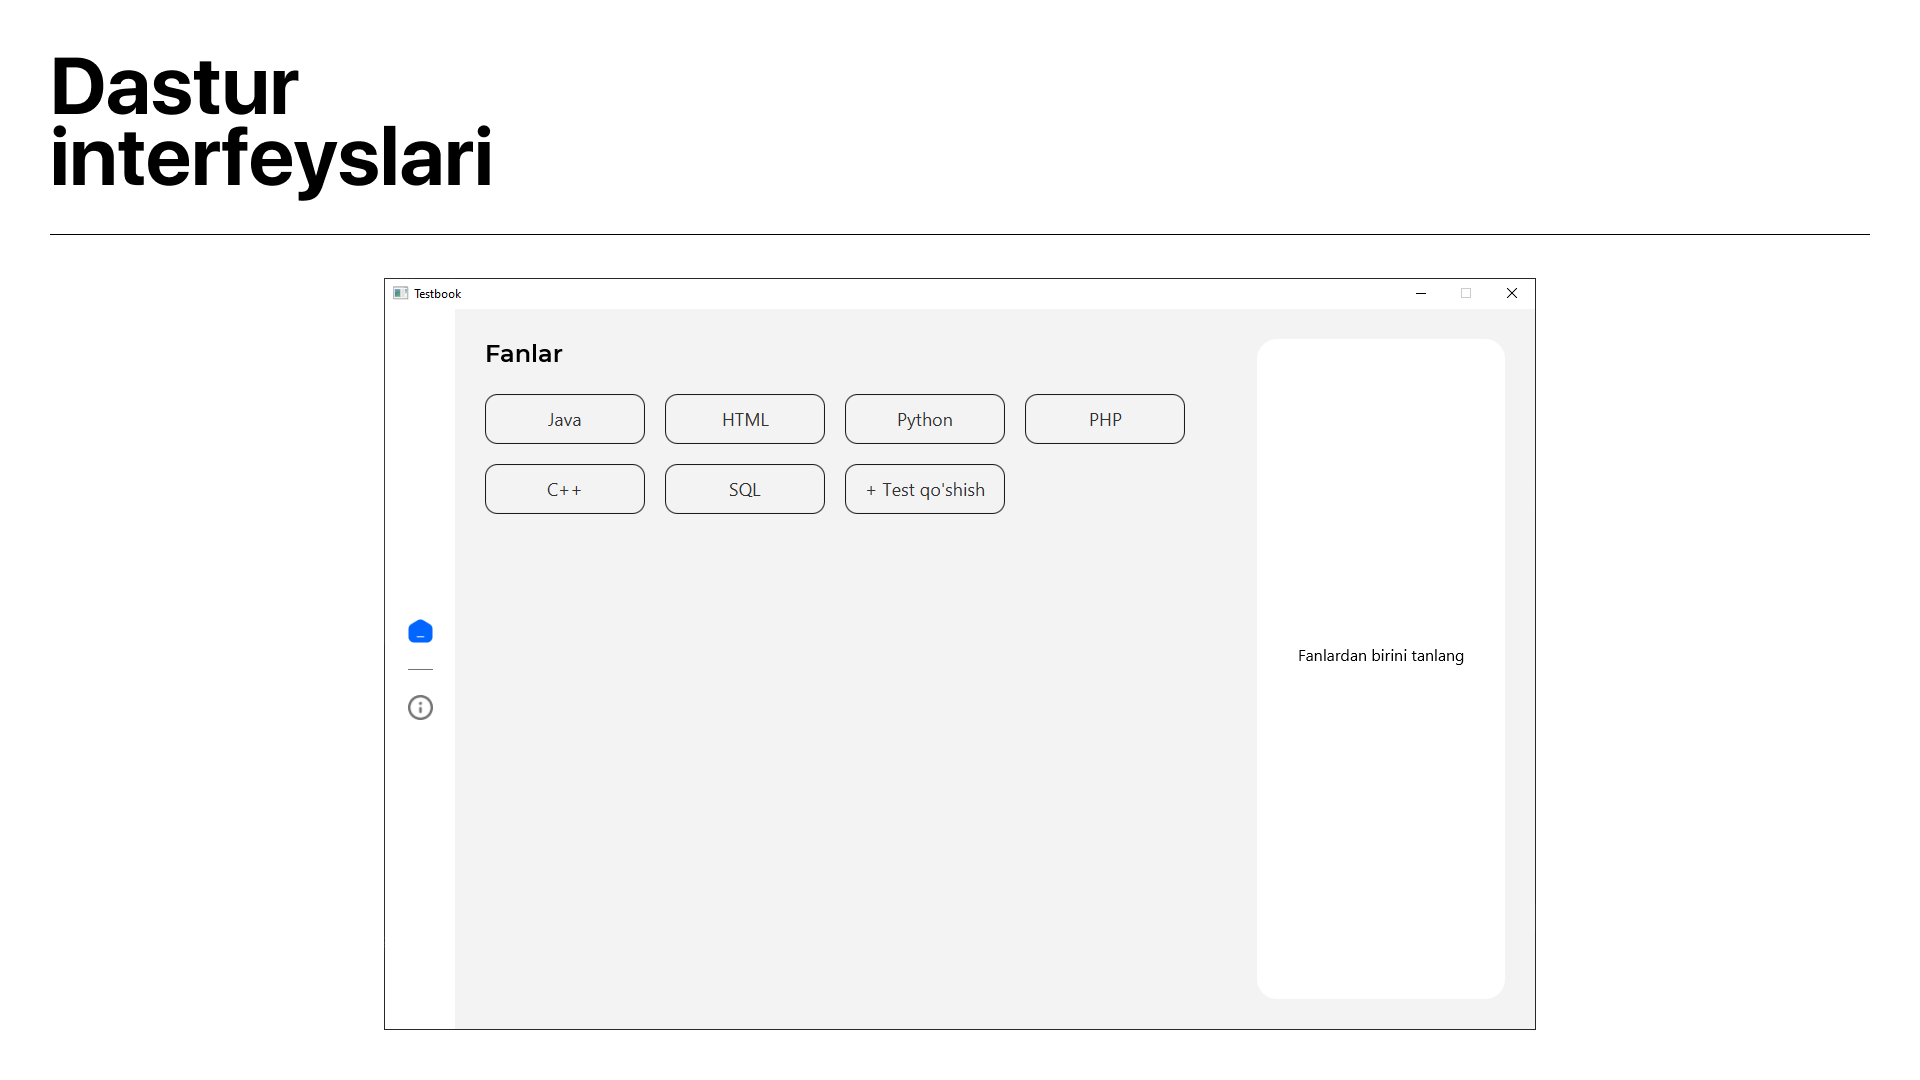 Dastur
interfeyslari
Testbook
Fanlar
Java
HTML
Python
PHP
C++
SQL
+ Test qo'shish
Fanlardan birini tanlang